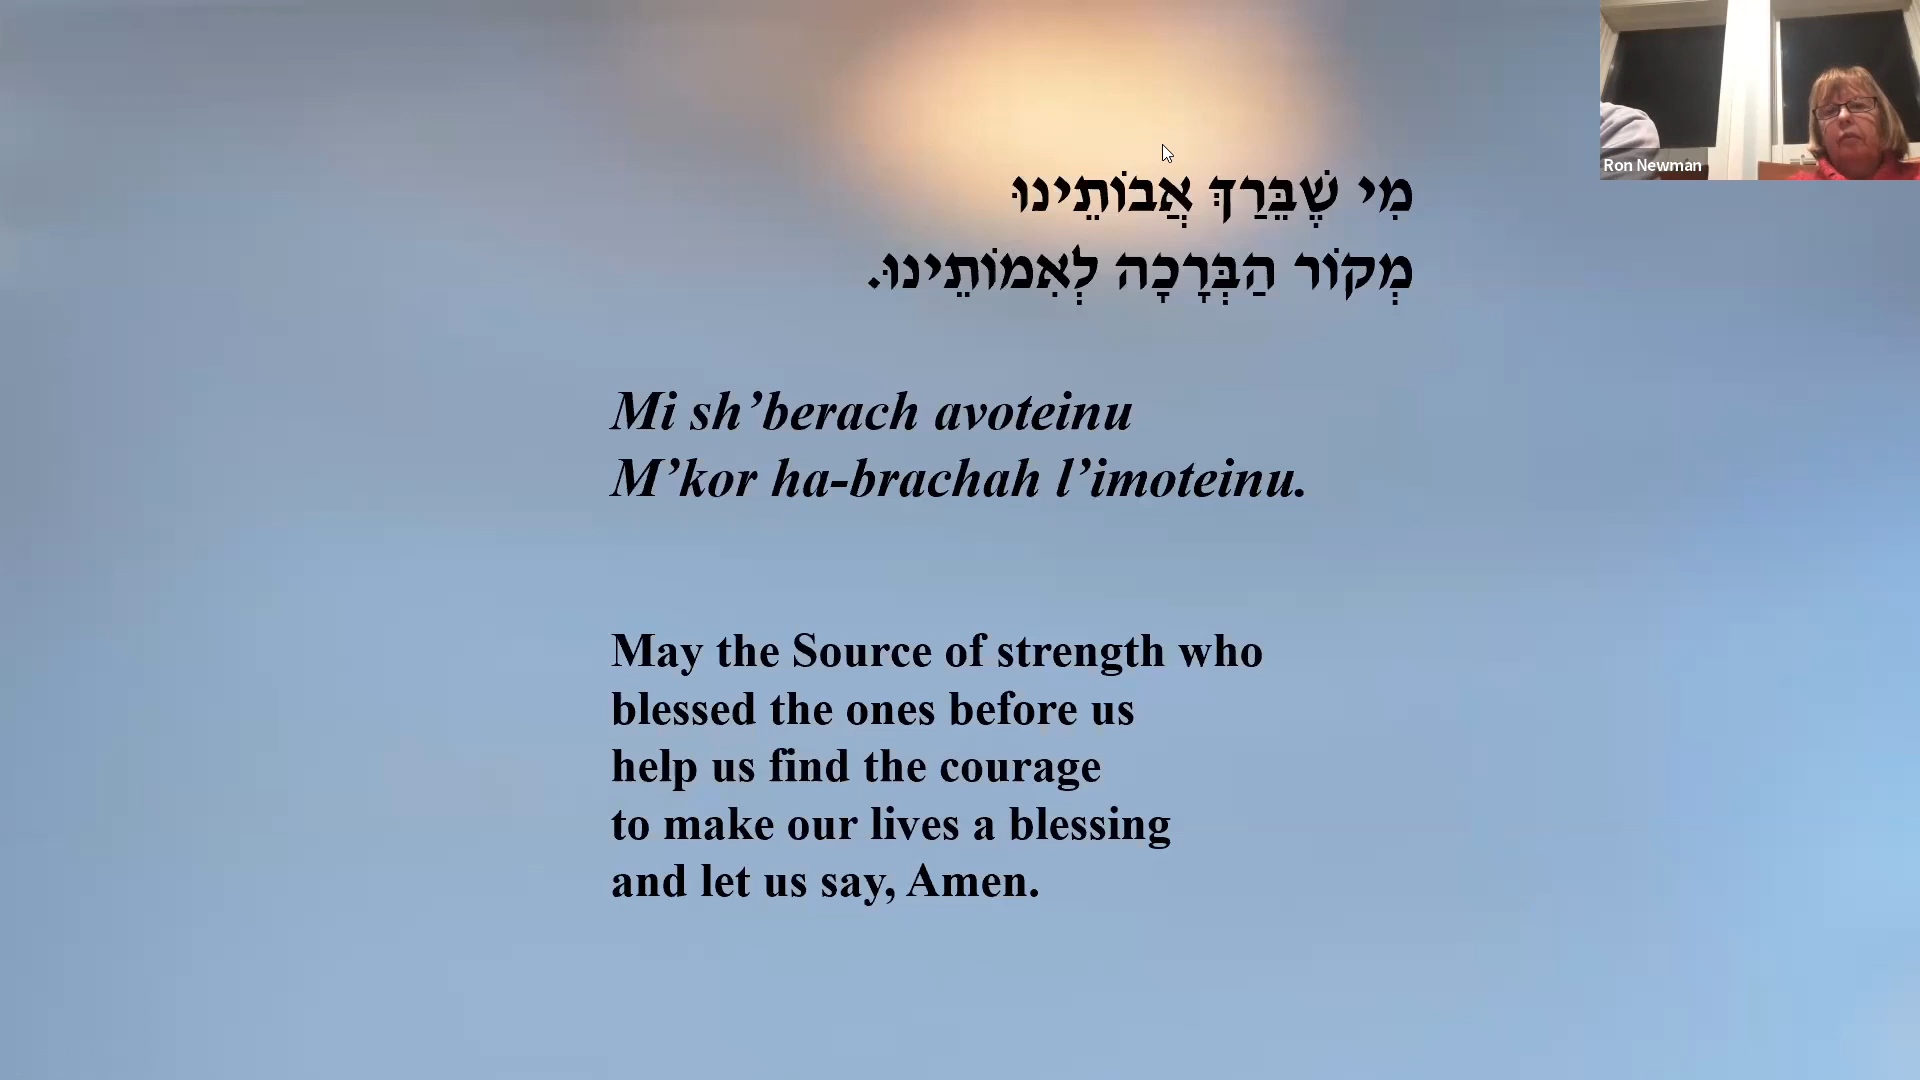 מִי שֶׁבֵּרַךְ אֲבוֹתֵינוּ
מְקוֹר הַבְּרָכָה לְאִמוֹתֵינוּ.
Mi sh’berach avoteinu
M’kor ha-brachah l’imoteinu.
May the Source of strength who
blessed the ones before us
help us find the courage
to make our lives a blessing
and let us say, Amen.
Ron Newman